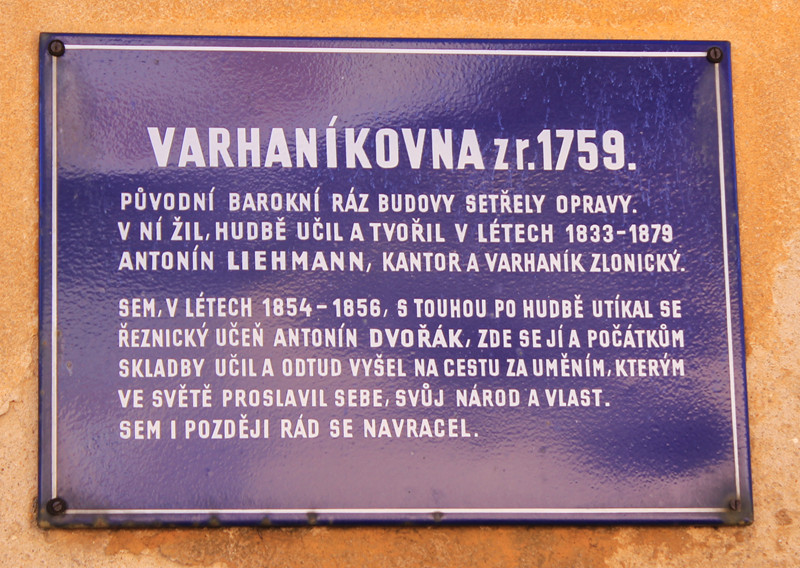 VARHANÍKOVNA z r.1759.
PŮVODNÍ BAROKNÍ RÁZ BUDOVY SETŘELY OPRAVY.
V NÍ ŽIL, HUDBĚ UČIL A TVOŘIL V LÉTECH 1833-1879
ANTONÍN LIEHMANN, KANTOR A VARHANÍK ZLONICKÝ.
SEM, V LÉTECH 1854-1856, S TOUHOU PO HUDBĚ UTÍKAL SE
ŘEZNICKÝ UČEŇ ANTONÍN DVOŘÁK, ZDE SE JÍ A POČÁTKŮM
SKLADBY UČIL A ODTUD VYŠEL NA CESTU ZA UMĚNÍM, KTERÝM
VE SVĚTĚ PROSLAVIL SEBE, SVŮJ NÁROD A VLAST.
SEM I POZDĚJI RÁD SE NAVRACEL.